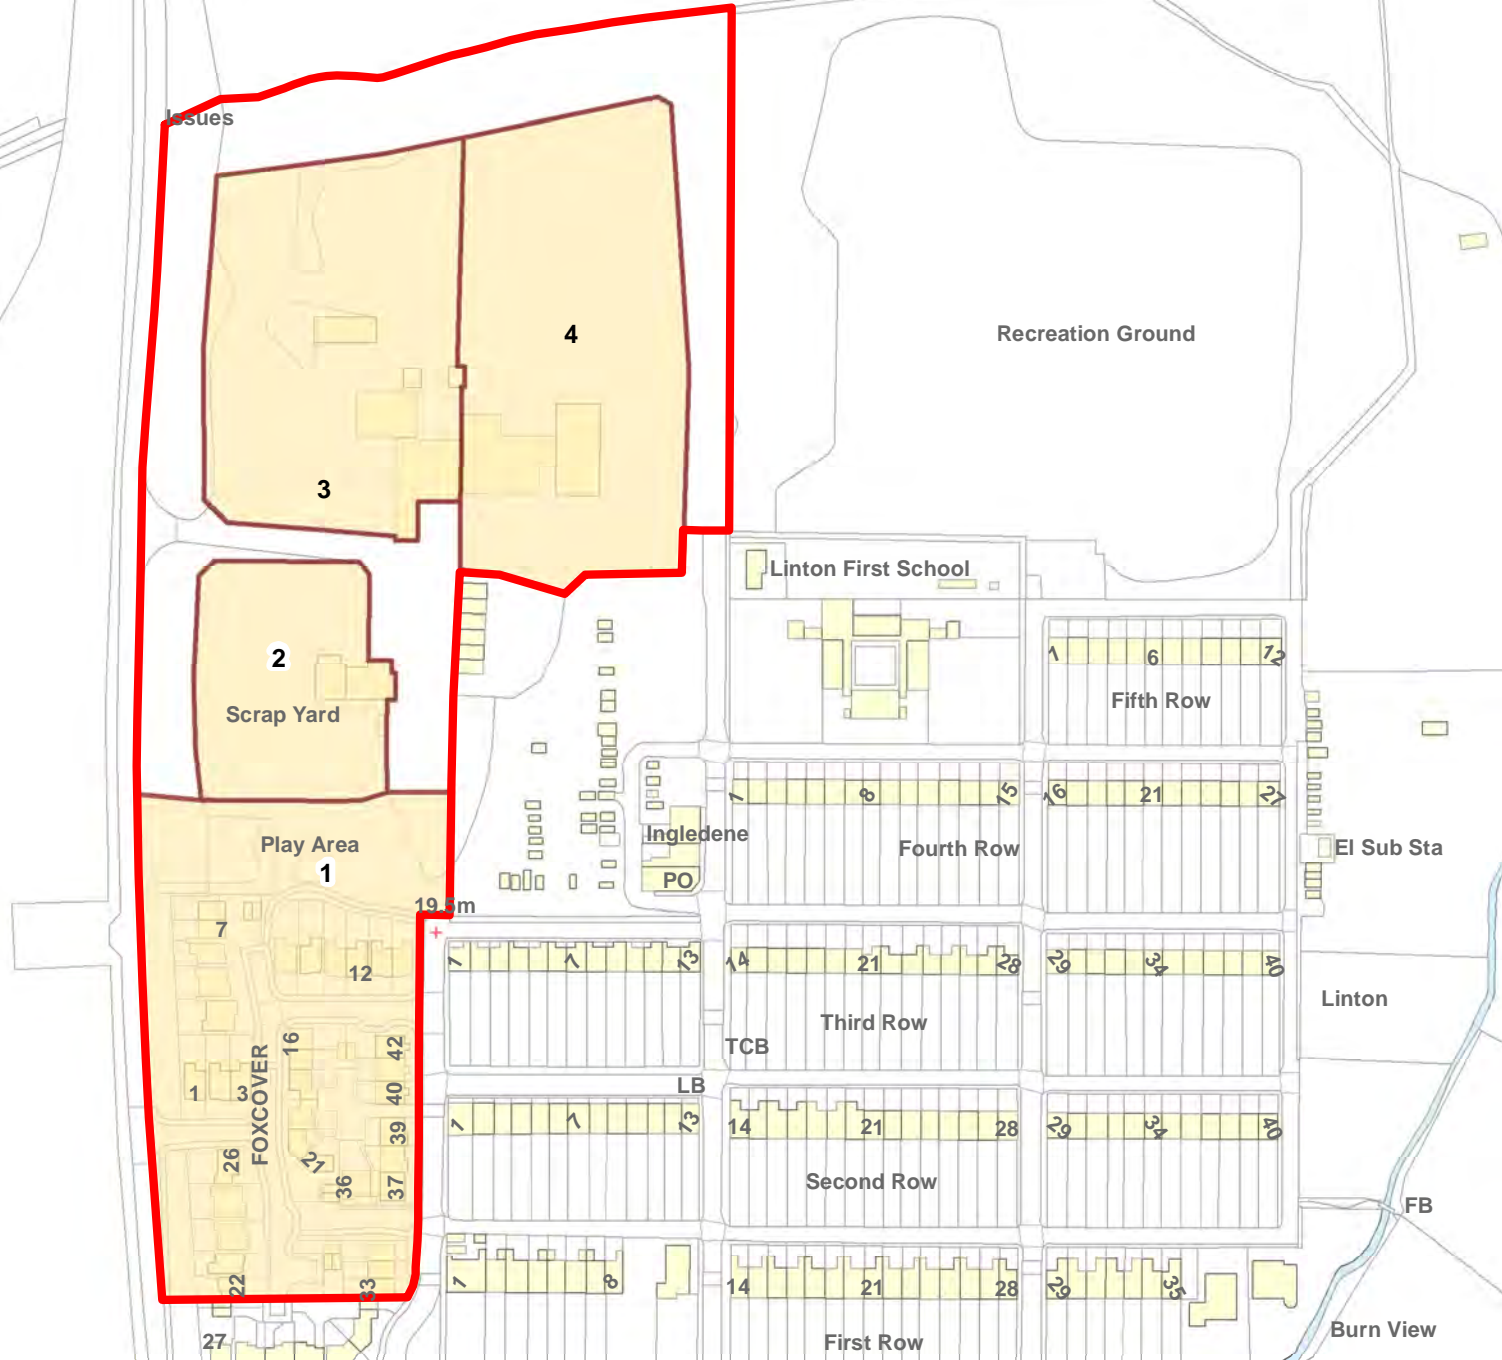 Issues
4
Recreation Ground
3
Linton First School
2
Scrap Yard
1
6
12
Fifth Row
1
8
15
16
21
27
Ingledene
Fourth Row
El Sub Sta
Play Area
1
PO
19.5m
7
12
1
7
13
14
21
28
29
34
40
Linton
Third Row
TCB
16
42
FOXCOVER
LB
1
3
40
1
7
13
14
21
28
29
34
40
39
26
21
36
37
Second Row
FB
22
33
1
8
14
21
28
29
35
27
First Row
Burn View